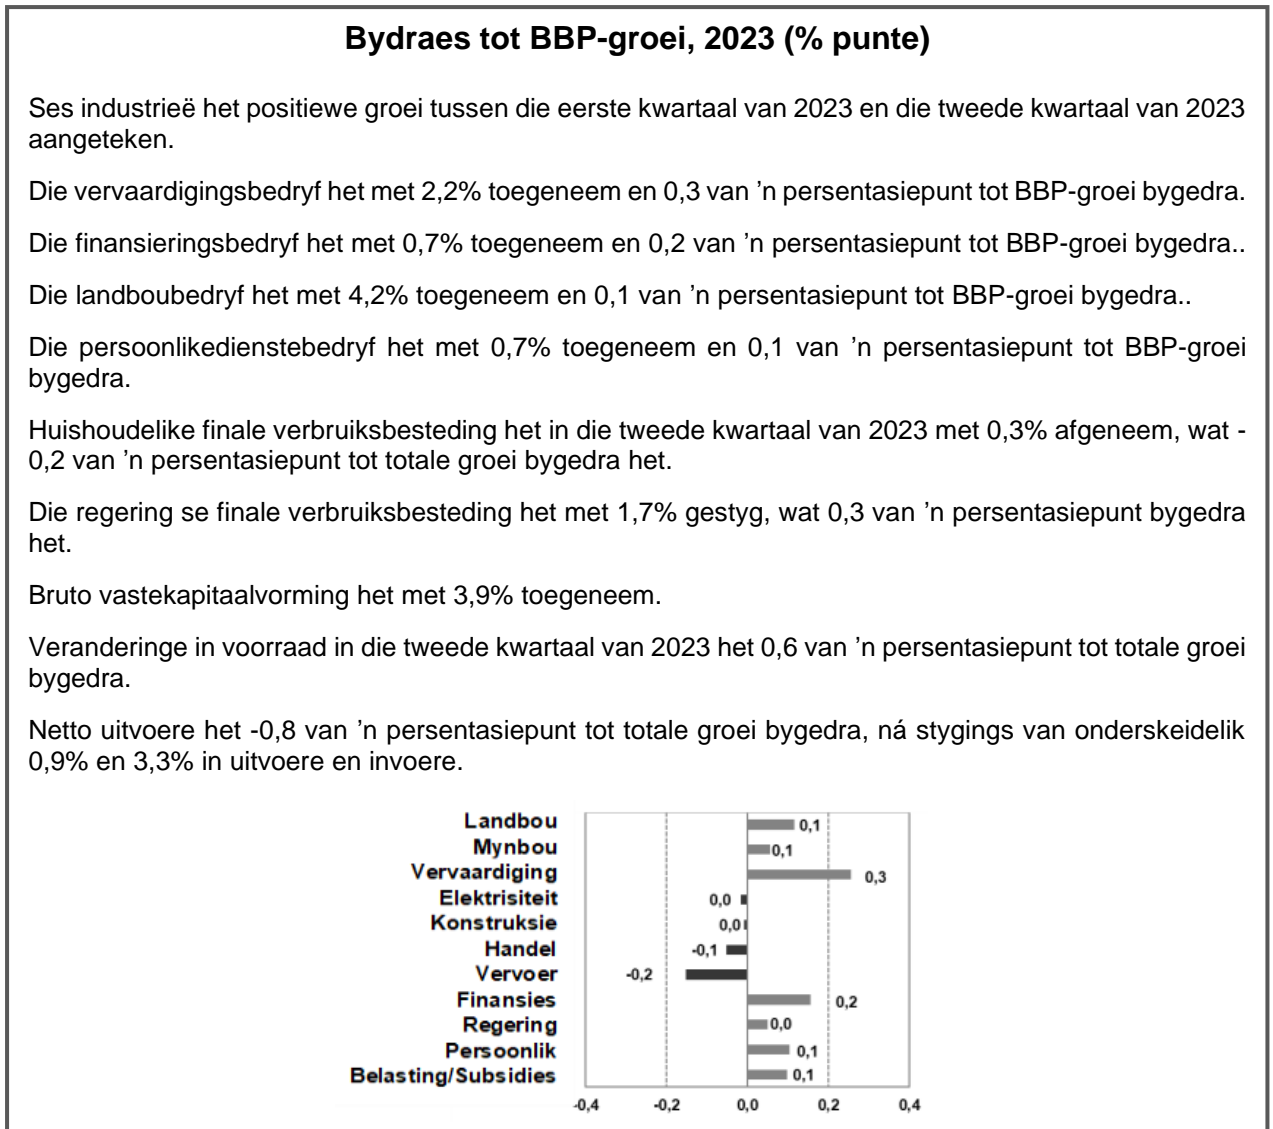 Bydraes tot BBP-groei, 2023 (% punte)
Ses industrieë het positiewe groei tussen die eerste kwartaal van 2023 en die tweede kwartaal van 2023
aangeteken.
Die vervaardigingsbedryf het met 2,2% toegeneem en 0,3 van ’n persentasiepunt tot BBP-groei bygedra.
Die finansieringsbedryf het met 0,7% toegeneem en 0,2 van ’n persentasiepunt tot BBP-groei bygedra..
Die landboubedryf het met 4,2% toegeneem en 0,1 van ’n persentasiepunt tot BBP-groei bygedra..
Die persoonlikedienstebedryf het met 0,7% toegeneem en 0,1 van ’n persentasiepunt tot BBP-groei
bygedra.
Huishoudelike finale verbruiksbesteding het in die tweede kwartaal van 2023 met 0,3% afgeneem, wat -
0,2 van ’n persentasiepunt tot totale groei bygedra het.
Die regering se finale verbruiksbesteding het met 1,7% gestyg, wat 0,3 van ’n persentasiepunt bygedra
het.
Bruto vastekapitaalvorming het met 3,9% toegeneem.
Veranderinge in voorraad in die tweede kwartaal van 2023 het 0,6 van ’n persentasiepunt tot totale groei
bygedra.
Netto uitvoere het -0,8 van ’n persentasiepunt tot totale groei bygedra, ná stygings van onderskeidelik
0,9% en 3,3% in uitvoere en invoere.
Landbou 0,1
Mynbou 0,1
Vervaardiging 0,3
Elektrisiteit 0,0
Konstruksie 0,0
Handel -0,1
Vervoer -0,2
Finansies 0,2
Regering 0,0
Persoonlik 0,1
Belasting/Subsidies 0,1
-0,4 -0,2 0,0 0,2 0,4